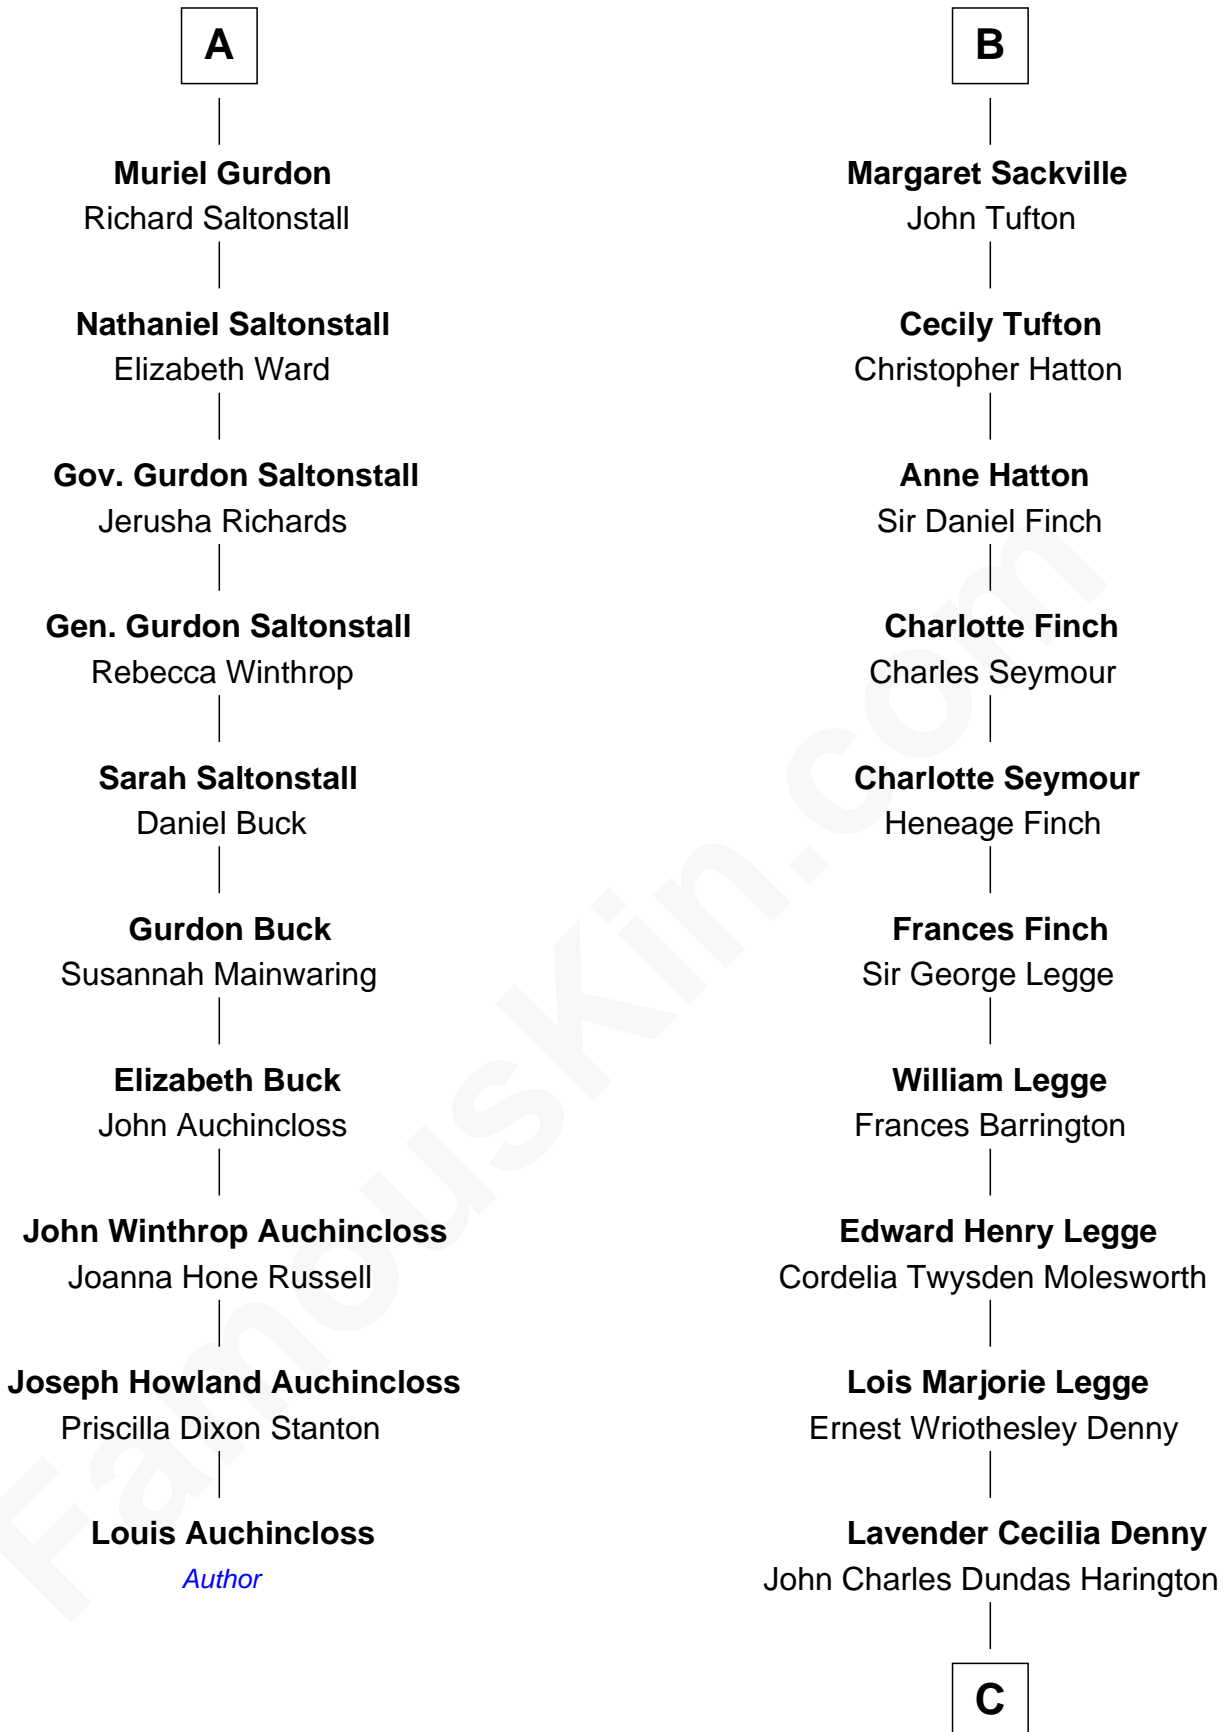 A
Muriel Gurdon
Richard Saltonstall
Nathaniel Saltonstall
Elizabeth Ward
Gov. Gurdon Saltonstall
Jerusha Richards
Gen. Gurdon Saltonstall
Rebecca Winthrop
Sarah Saltonstall
Daniel Buck
Gurdon Buck
Susannah Mainwaring
Elizabeth Buck
John Auchincloss
John Winthrop Auchincloss
Joanna Hone Russell
Joseph Howland Auchincloss
Priscilla Dixon Stanton
Louis Auchincloss
Author
B
Margaret Sackville
John Tufton
Cecily Tufton
Christopher Hatton
Anne Hatton
Sir Daniel Finch
Charlotte Finch
Charles Seymour
Charlotte Seymour
Heneage Finch
Frances Finch
Sir George Legge
William Legge
Frances Barrington
Edward Henry Legge
Cordelia Twysden Molesworth
Lois Marjorie Legge
Ernest Wriothesley Denny
Lavender Cecilia Denny
John Charles Dundas Harington
C
FamousKin.com